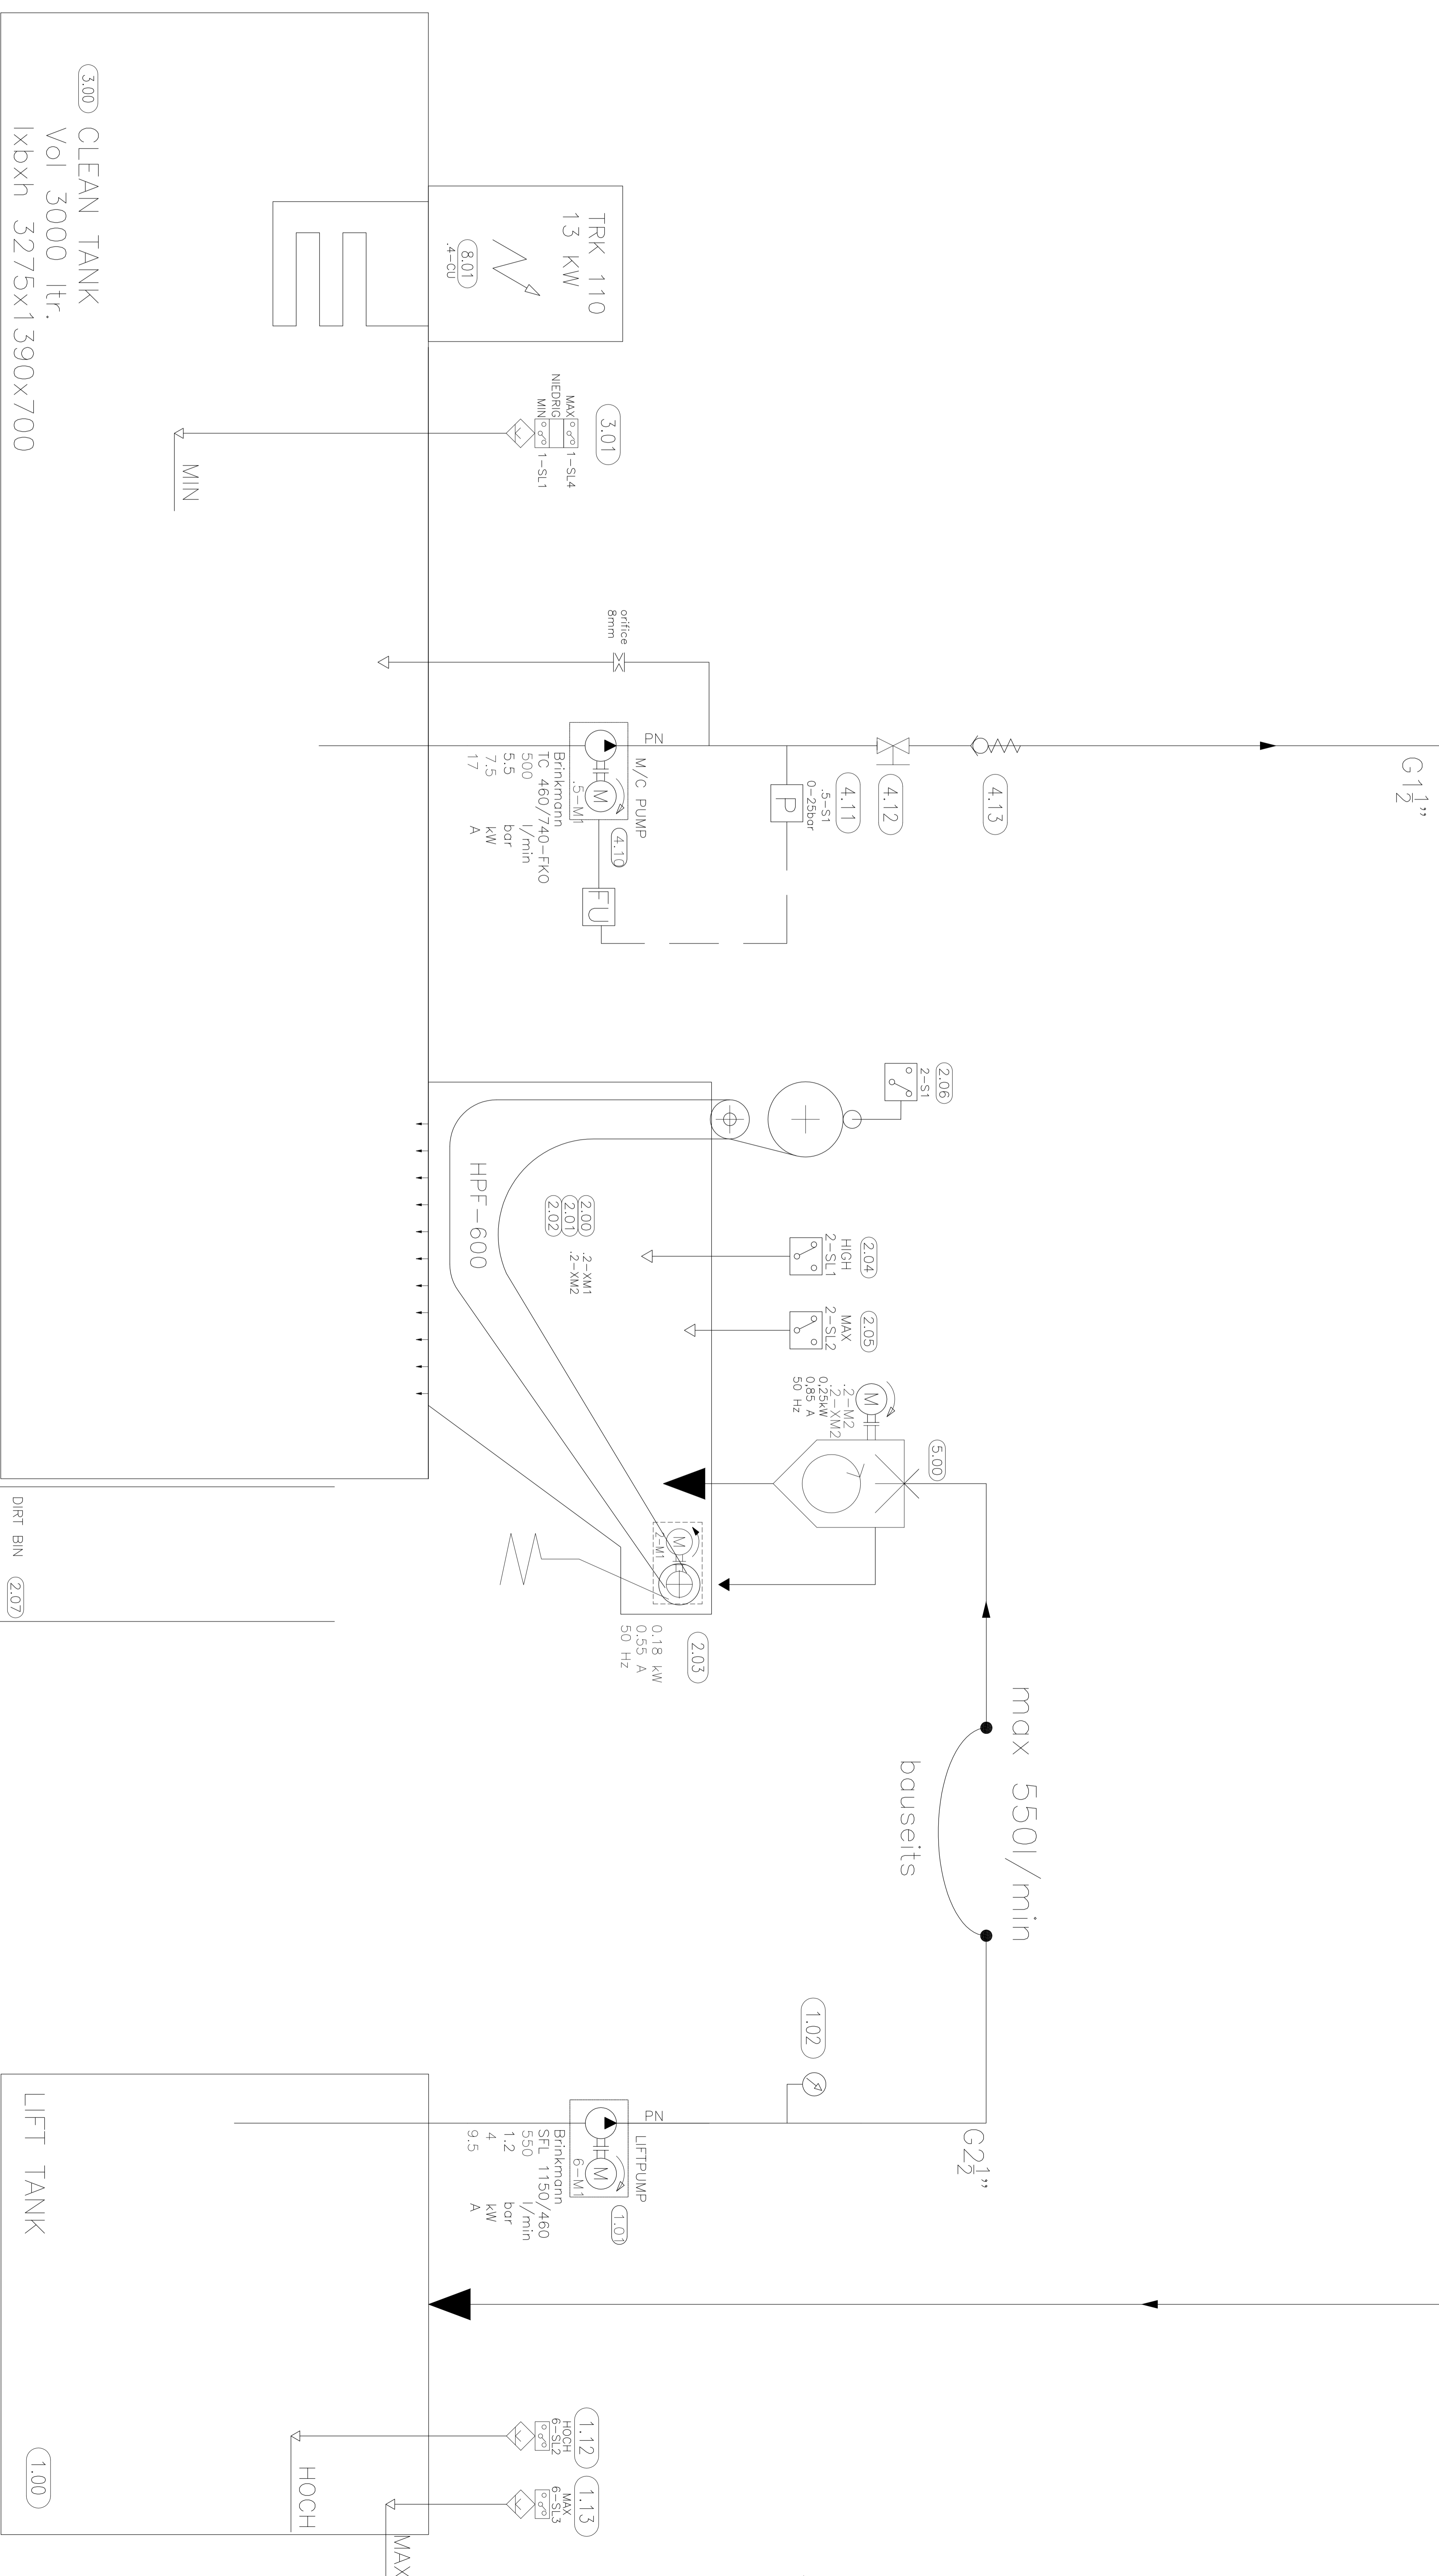 3.00 CLEAN TANK
Vol 3000 ltr.
lxbxh 3275x1390x700
TRK 110
13 KW
8.01
.4-CU
3.01
MAX 1-SL4
NIEDRIG
MIN 1-SL1
MIN
orifice
8mm
G1½"
4.13
4.12
4.11
.5-S1
0-25bar
P
PN
M/C PUMP
4.10
M
.5-M1
FU
Brinkmann
TC 460/740-FKO
500 l/min
5.5 bar
7.5 kW
17 A
2.06
2-S1
HPF-600
2.00
2.01
2.02
.2-XM1
.2-XM2
2.04
HIGH
2-SL1
2.05
MAX
2-SL2
M
.2-M2
.2-XM2
0,25kW
0,85 A
50 Hz
5.00
M
2-M1
2.03
0.18 kW
0.55 A
50 Hz
DIRT BIN 2.07
max 550l/min
bauseits
1.02
G2½"
PN
LIFTPUMP
1.01
M
6-M1
Brinkmann
SFL 1150/460
550 l/min
1.2 bar
4 kW
9.5 A
LIFT TANK
1.00
1.12
HOCH
6-SL2
1.13
MAX
6-SL3
HOCH
MAX